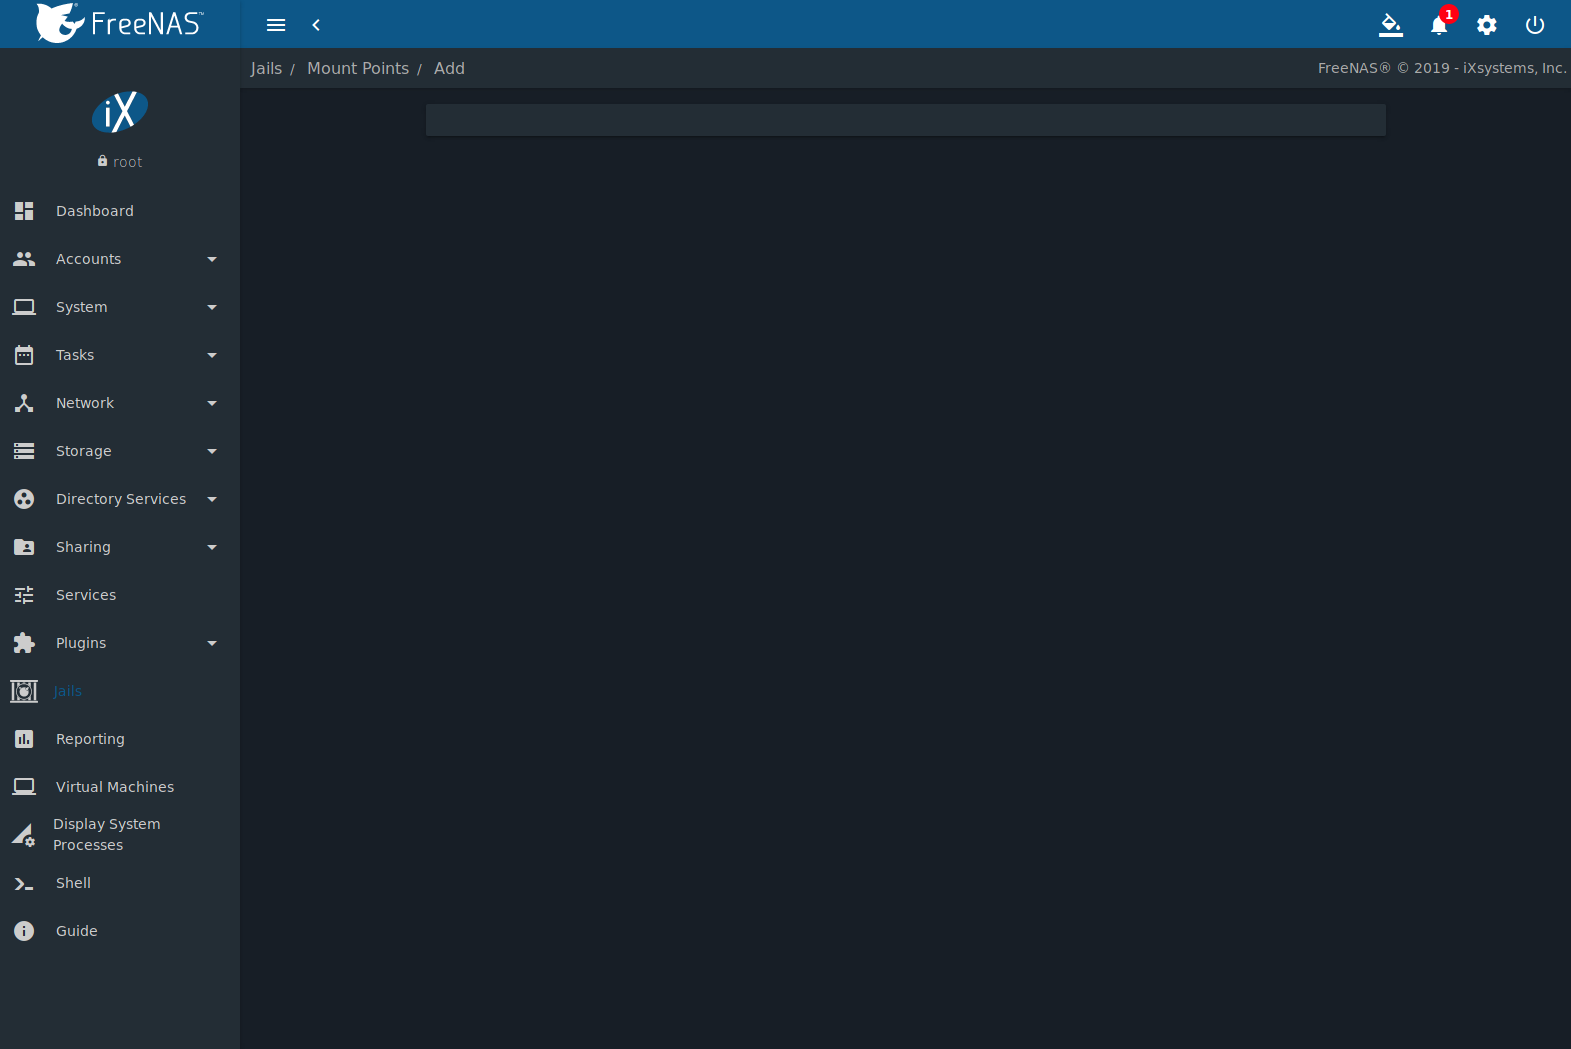 FreeNAS™
1
Jails / Mount Points / Add
FreeNAS® © 2019 - iXsystems, Inc.
iX
root
Dashboard
Accounts
System
Tasks
Network
Storage
Directory Services
Sharing
Services
Plugins
Jails
Reporting
Virtual Machines
Display System
Processes
Shell
Guide